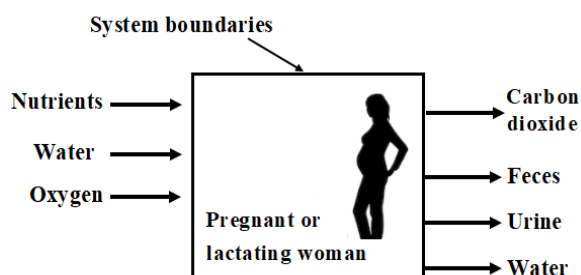 System boundaries
Nutrients
Water
Oxygen
Pregnant or
lactating woman
Carbon
dioxide
Feces
Urine
Water